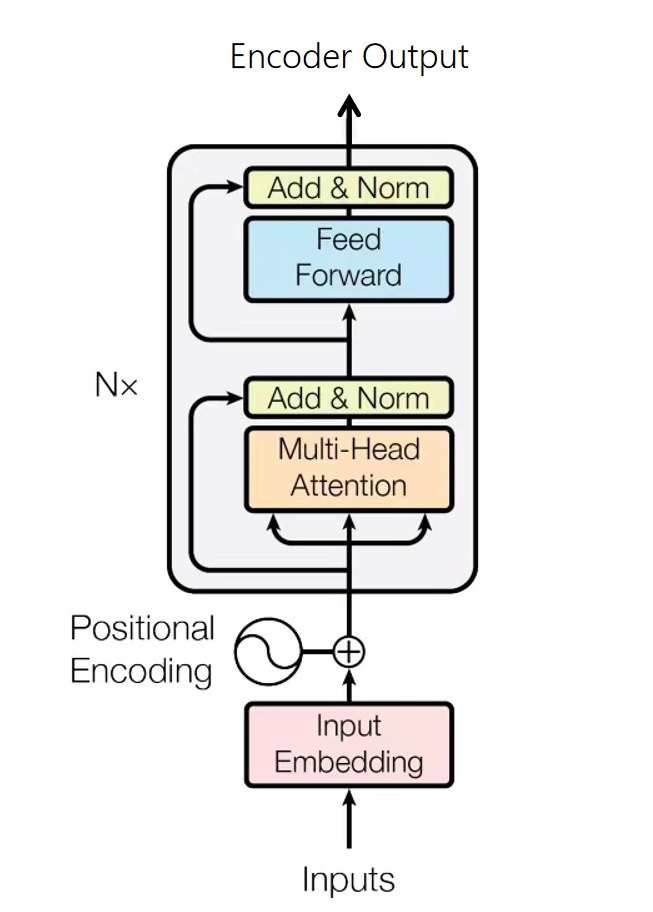 Encoder Output
Add & Norm
Feed
Forward
Nx
Add & Norm
Multi-Head
Attention
Positional
Encoding
Input
Embedding
Inputs